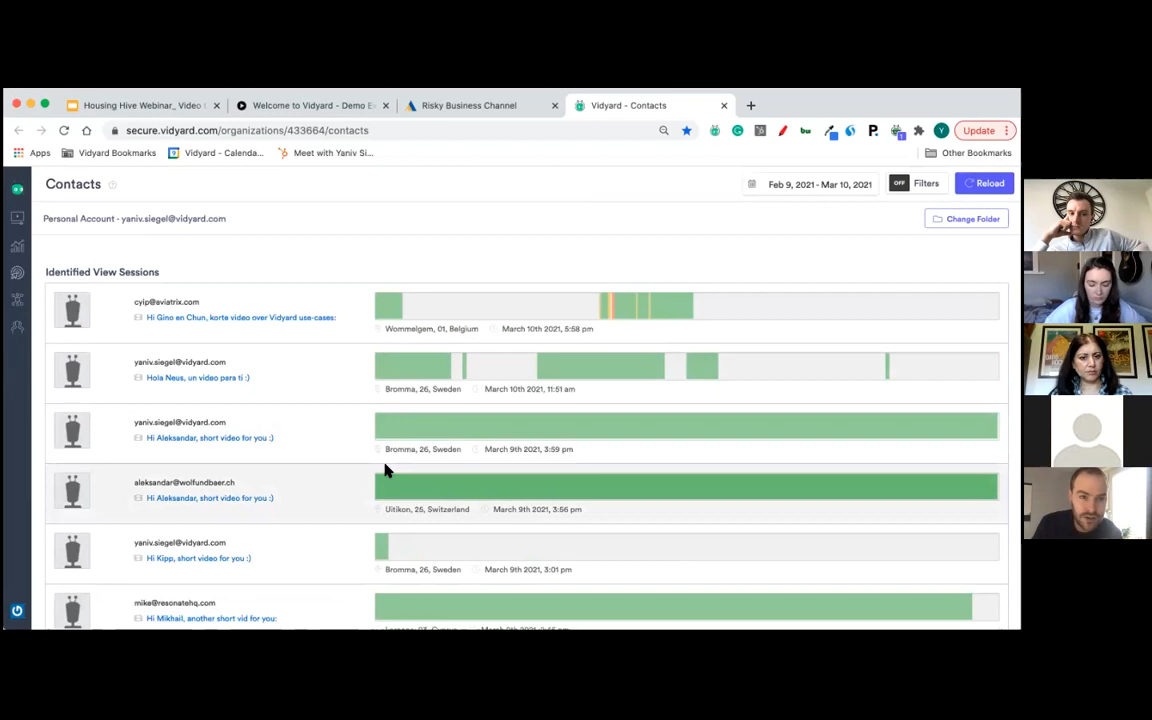 Housing Hive Webinar_ Video
Welcome to Vidyard - Demo E
Risky Business Channel
Vidyard - Contacts
secure.vidyard.com/organizations/433664/contacts
Update
Apps
Vidyard Bookmarks
Vidyard - Calenda...
Meet with Yaniv Si...
Other Bookmarks
Contacts
Feb 9, 2021 - Mar 10, 2021
OFF Filters
Reload
Personal Account - yaniv.siegel@vidyard.com
Change Folder
Identified View Sessions
cyip@aviatrix.com
Hi Gino en Chun, korte video over Vidyard use-cases:
Wommelgem, 01, Belgium
March 10th 2021, 5:58 pm
yaniv.siegel@vidyard.com
Hola Neus, un video para ti :)
Bromma, 26, Sweden
March 10th 2021, 11:51 am
yaniv.siegel@vidyard.com
Hi Aleksandar, short video for you :)
Bromma, 26, Sweden
March 9th 2021, 3:59 pm
aleksandar@wolfundbaer.ch
Hi Aleksandar, short video for you :)
Uitikon, 25, Switzerland
March 9th 2021, 3:56 pm
yaniv.siegel@vidyard.com
Hi Kipp, short video for you :)
Bromma, 26, Sweden
March 9th 2021, 3:01 pm
mike@resonatehq.com
Hi Mikhail, another short vid for you: